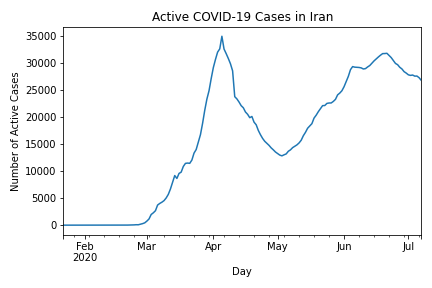 Active COVID-19 Cases in Iran
Number of Active Cases
35000
30000
25000
20000
15000
10000
5000
0
Feb Mar Apr May Jun Jul
2020
Day